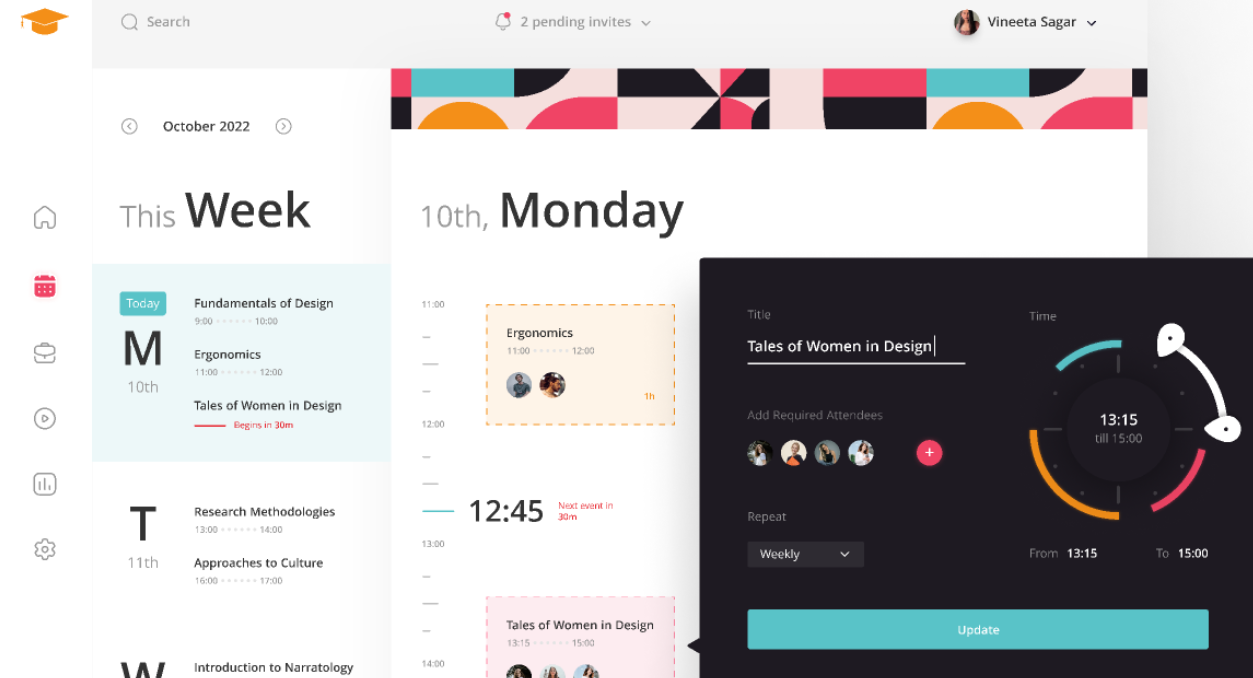 Search
2 pending invites
Vineeta Sagar
October 2022
This Week
Today
M
10th
Fundamentals of Design
9:00 10:00
Ergonomics
11:00 12:00
Tales of Women in Design
Begins in 30m
T
11th
Research Methodologies
13:00 14:00
Approaches to Culture
16:00 17:00
W
Introduction to Narratology
10th, Monday
11:00
Ergonomics
11:00 12:00
1h
12:00
12:45
Next event in
30m
13:00
Tales of Women in Design
13:15 15:00
14:00
Title
Tales of Women in Design
Add Required Attendees
+
Repeat
Weekly
Time
13:15
till 15:00
From 13:15
To 15:00
Update